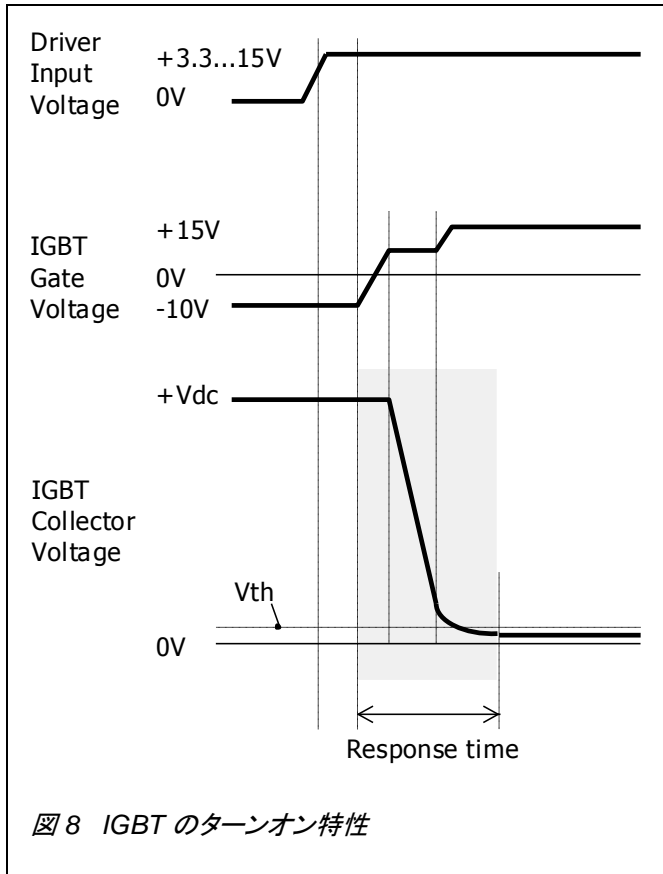 Driver
Input
Voltage
+3.3...15V
0V
IGBT
Gate
Voltage
+15V
0V
-10V
+Vdc
IGBT
Collector
Voltage
Vth
0V
Response time
図 8 IGBT のターンオン特性